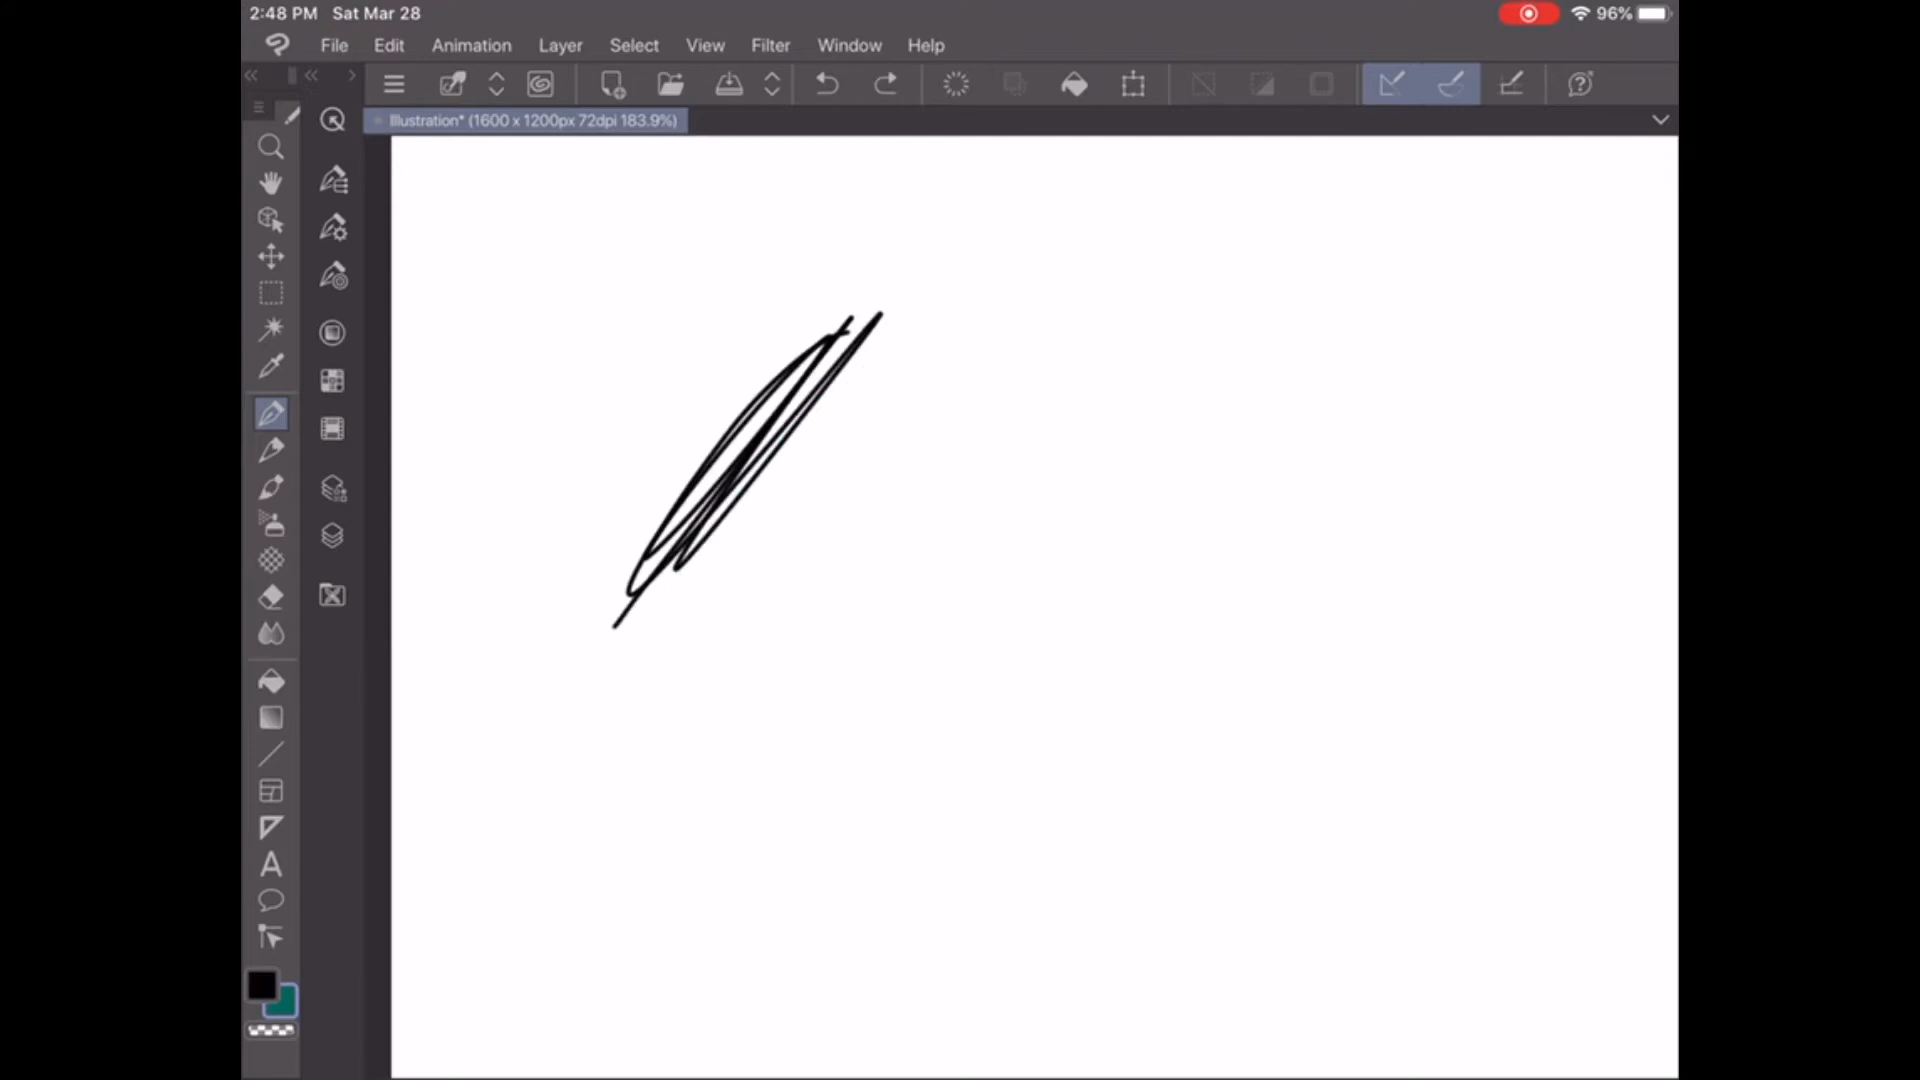 2:48 PM Sat Mar 28 96%
File Edit Animation Layer Select View Filter Window Help
Illustration* (1600 x 1200px 72dpi 183.9%)